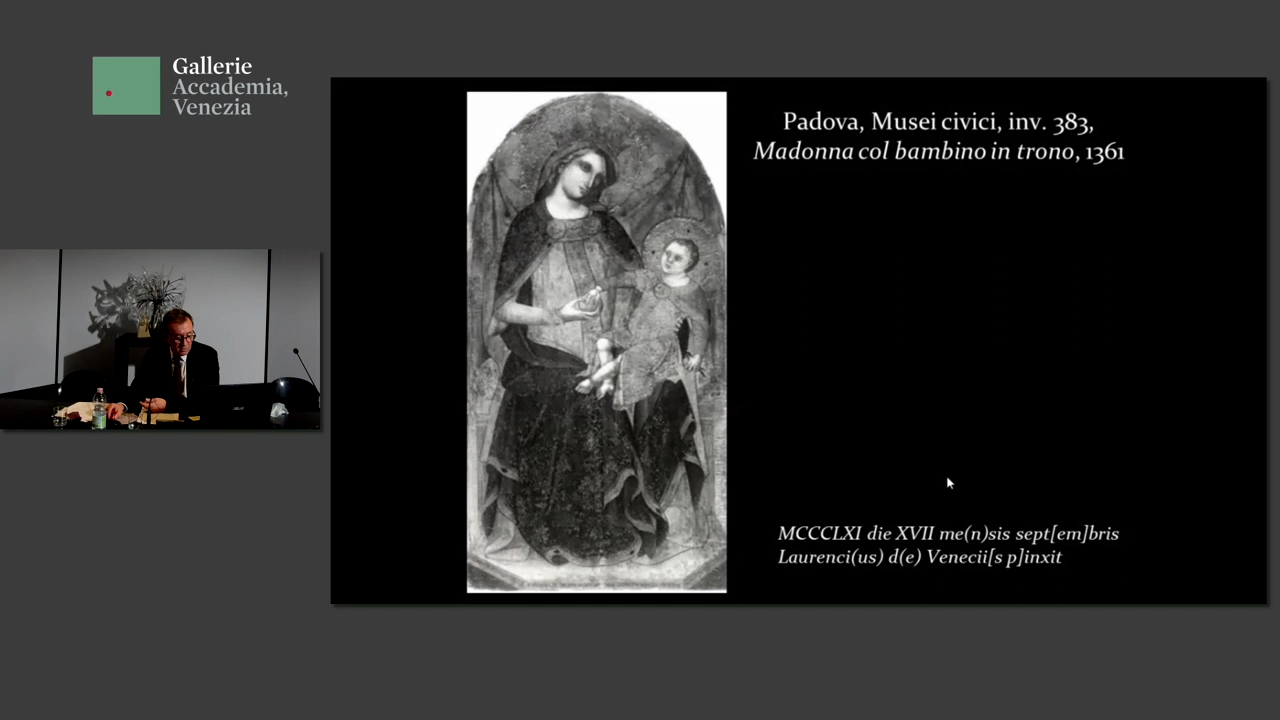 Gallerie
Accademia,
Venezia
Padova, Musei civici, inv. 383,
Madonna col bambino in trono, 1361
MCCCLXI die XVII me(n)sis sept[em]bris
Laurenci(us) d(e) Venecii[s p]inxit